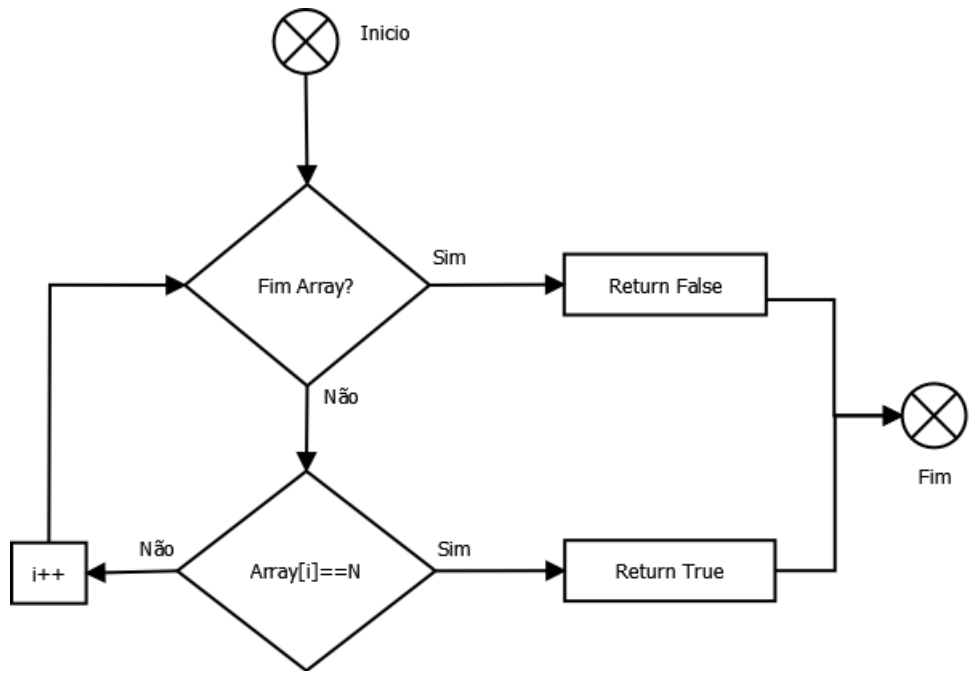 Inicio
Fim Array?
Sim
Return False
Não
Fim
Não
Sim
i++
Array[i]==N
Return True